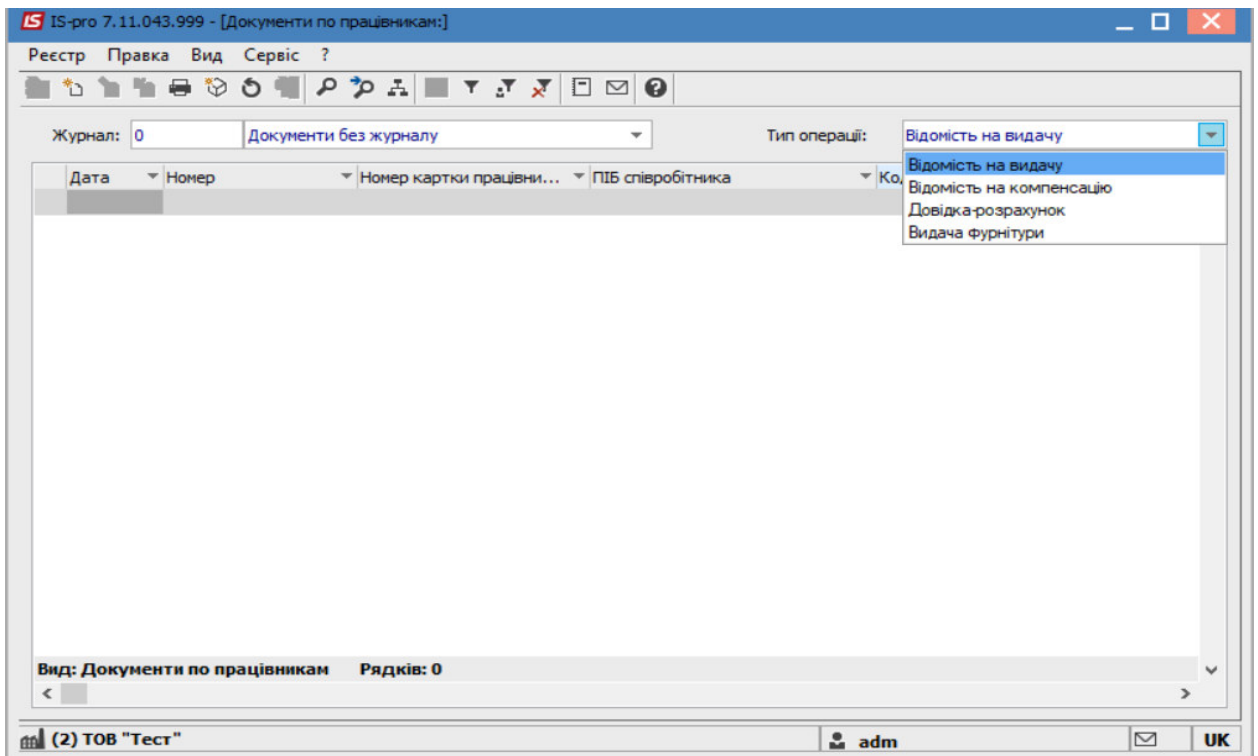 IS IS-pro 7.11.043.999 - [Документи по працівникам:]
Реєстр Правка Вид Сервіс ?
Журнал: 0 Документи без журналу Тип операції: Відомість на видачу
Відомість на видачу
Дата Номер Номер картки працівни... ПІБ співробітника Ко
Відомість на компенсацію
Довідка-розрахунок
Видача фурнітури
Вид: Документи по працівникам Рядків: 0
(2) ТОВ "Тест" adm UK